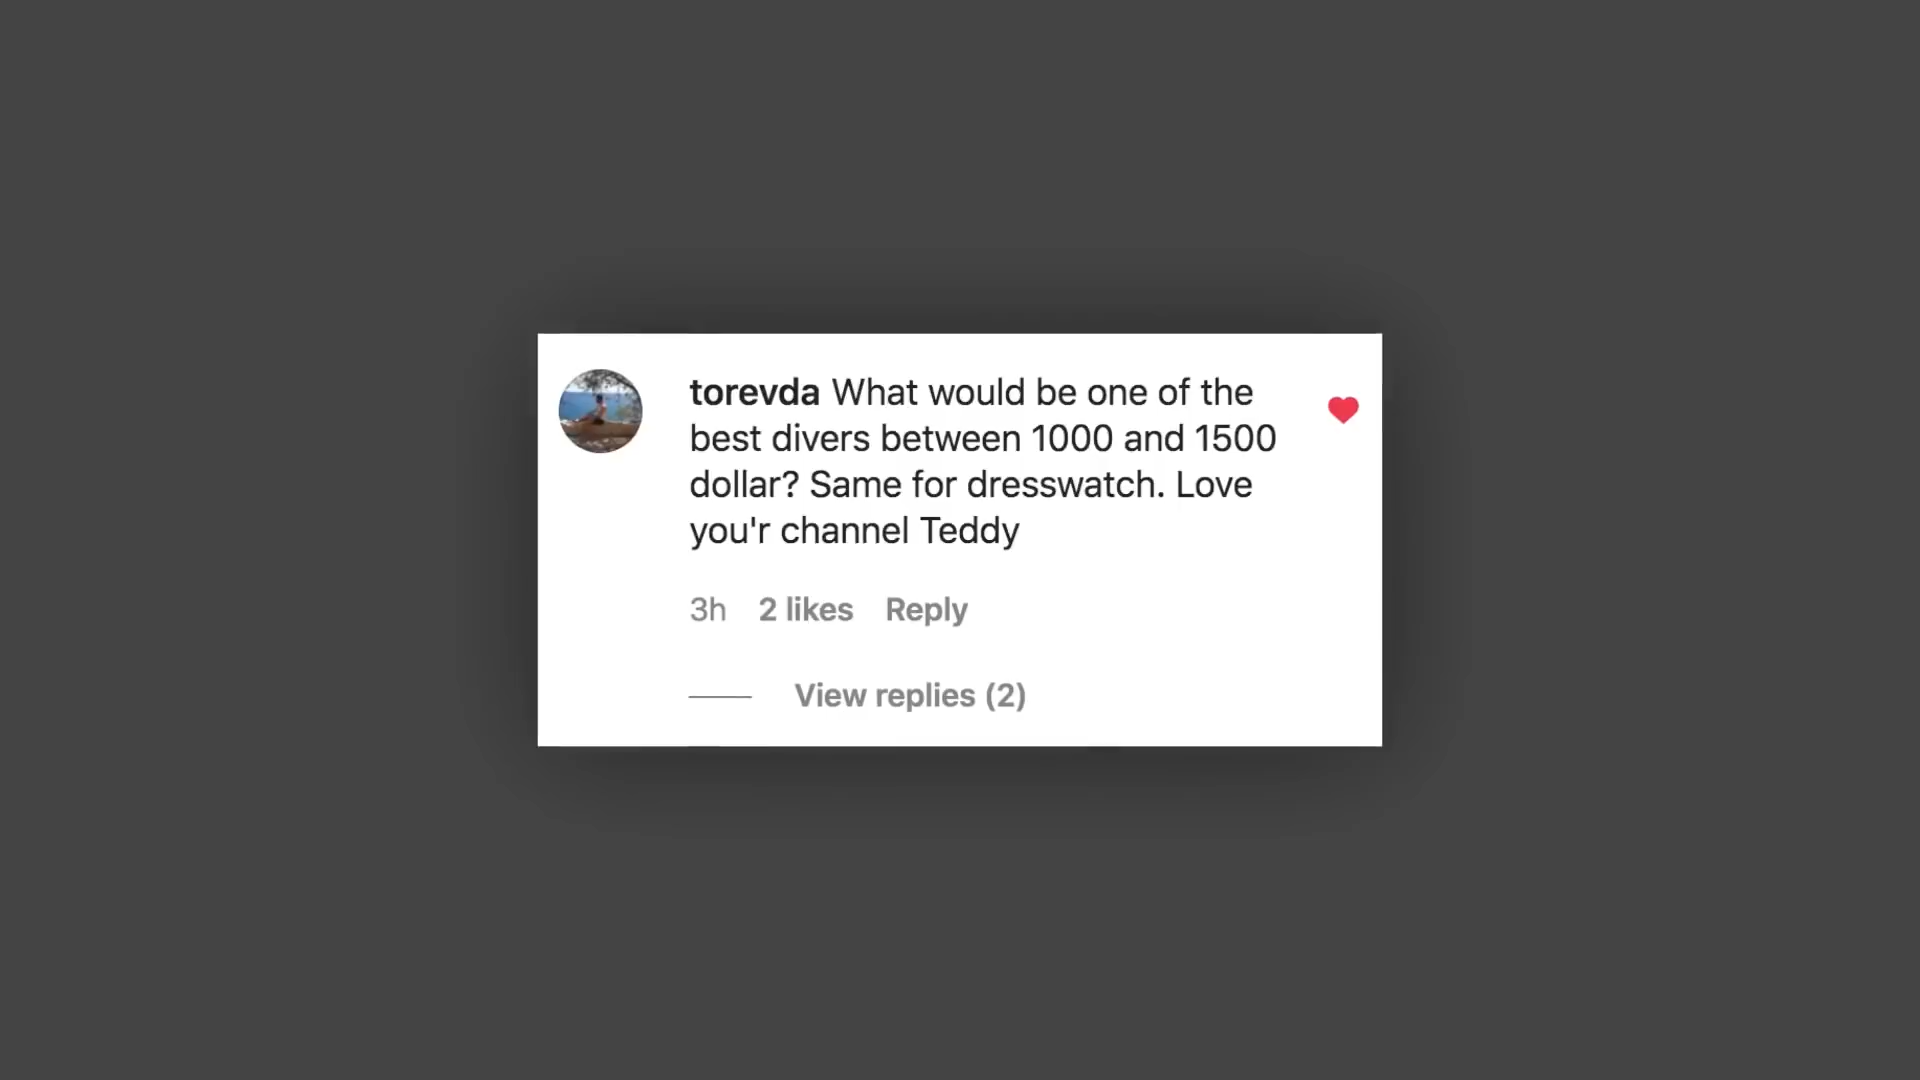 torevda What would be one of the
best divers between 1000 and 1500
dollar? Same for dresswatch. Love
you'r channel Teddy
3h 2 likes Reply
View replies (2)